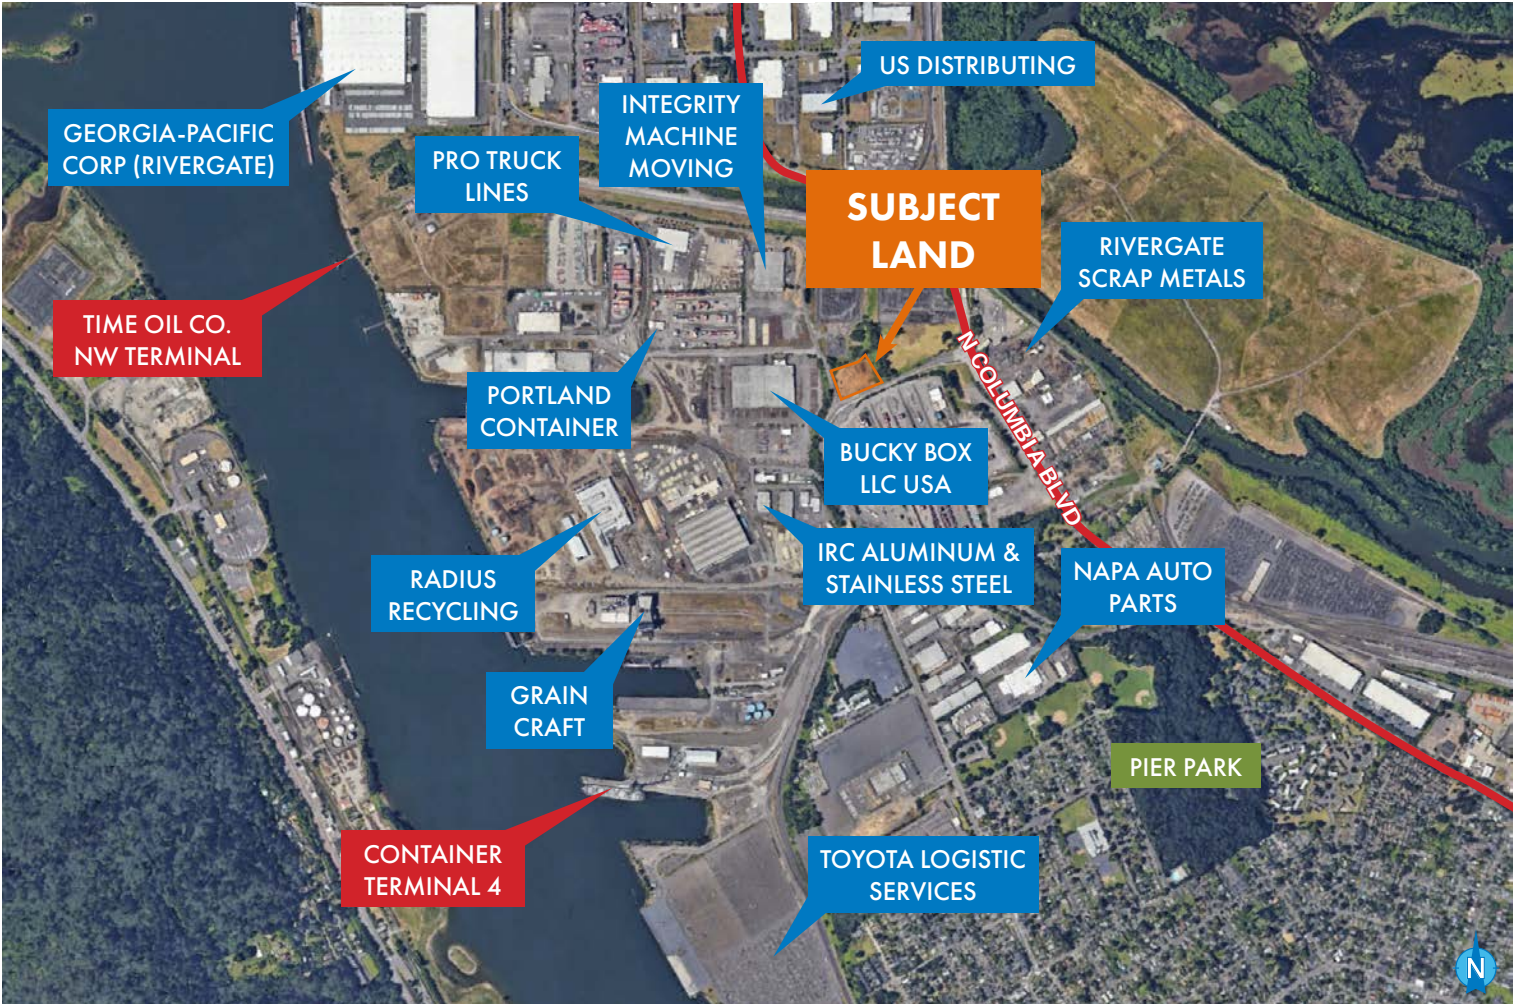 US DISTRIBUTING
INTEGRITY
MACHINE
MOVING
GEORGIA-PACIFIC
CORP (RIVERGATE)
PRO TRUCK
LINES
SUBJECT
LAND
RIVERGATE
SCRAP METALS
TIME OIL CO.
NW TERMINAL
N COLUMBIA BLVD
PORTLAND
CONTAINER
BUCKY BOX
LLC USA
IRC ALUMINUM &
STAINLESS STEEL
NAPA AUTO
PARTS
RADIUS
RECYCLING
GRAIN
CRAFT
PIER PARK
CONTAINER
TERMINAL 4
TOYOTA LOGISTIC
SERVICES
N